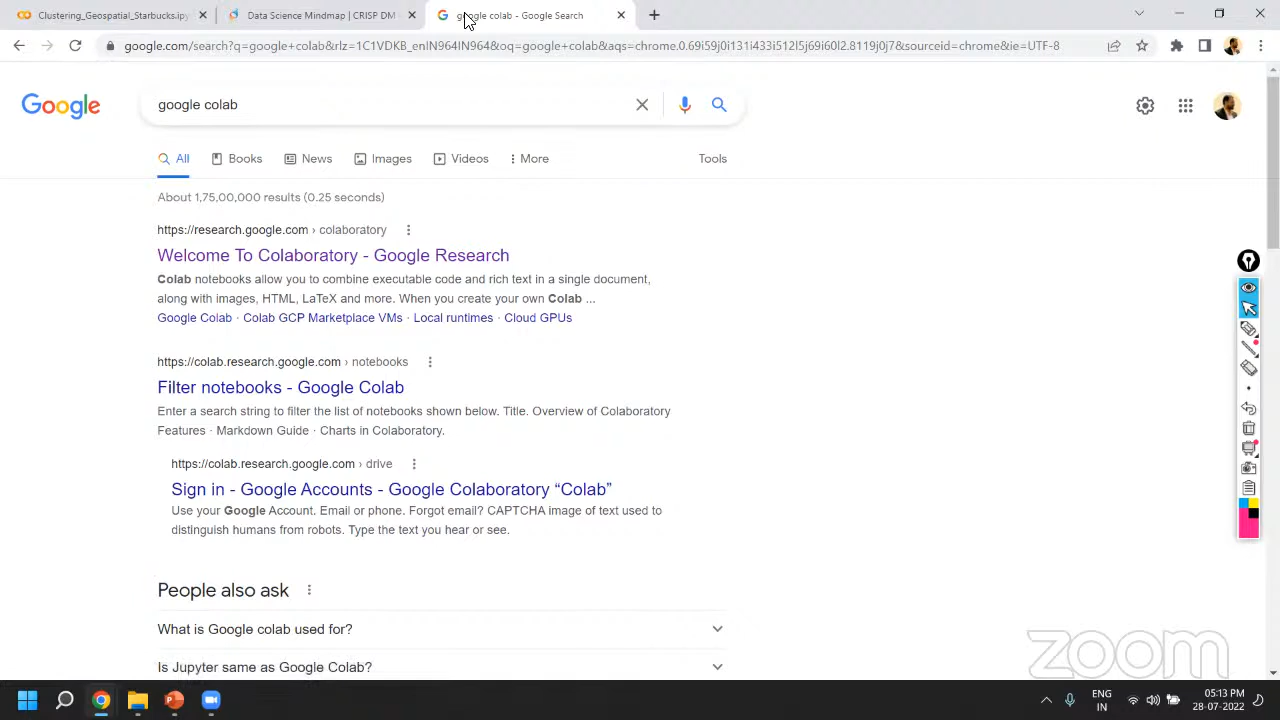 Clustering_Geospatial_Starbucks.ipy
Data Science Mindmap | CRISP DM
google colab - Google Search
google.com/search?q=google+colab&rlz=1C1VDKB_enIN964IN964&oq=google+colab&aqs=chrome.0.69i59j0i131i433i512l5j69i60l2.8119j0j7&sourceid=chrome&ie=UTF-8
Google
google colab
All
Books
News
Images
Videos
More
Tools
About 1,75,00,000 results (0.25 seconds)
https://research.google.com › colaboratory
Welcome To Colaboratory - Google Research
Colab notebooks allow you to combine executable code and rich text in a single document,
along with images, HTML, LaTeX and more. When you create your own Colab ...
Google Colab · Colab GCP Marketplace VMs · Local runtimes · Cloud GPUs
https://colab.research.google.com › notebooks
Filter notebooks - Google Colab
Enter a search string to filter the list of notebooks shown below. Title. Overview of Colaboratory
Features · Markdown Guide · Charts in Colaboratory.
https://colab.research.google.com › drive
Sign in - Google Accounts - Google Colaboratory “Colab”
Use your Google Account. Email or phone. Forgot email? CAPTCHA image of text used to
distinguish humans from robots. Type the text you hear or see.
People also ask
What is Google colab used for?
Is Jupyter same as Google Colab?
zoom
ENG
IN
05:13 PM
28-07-2022